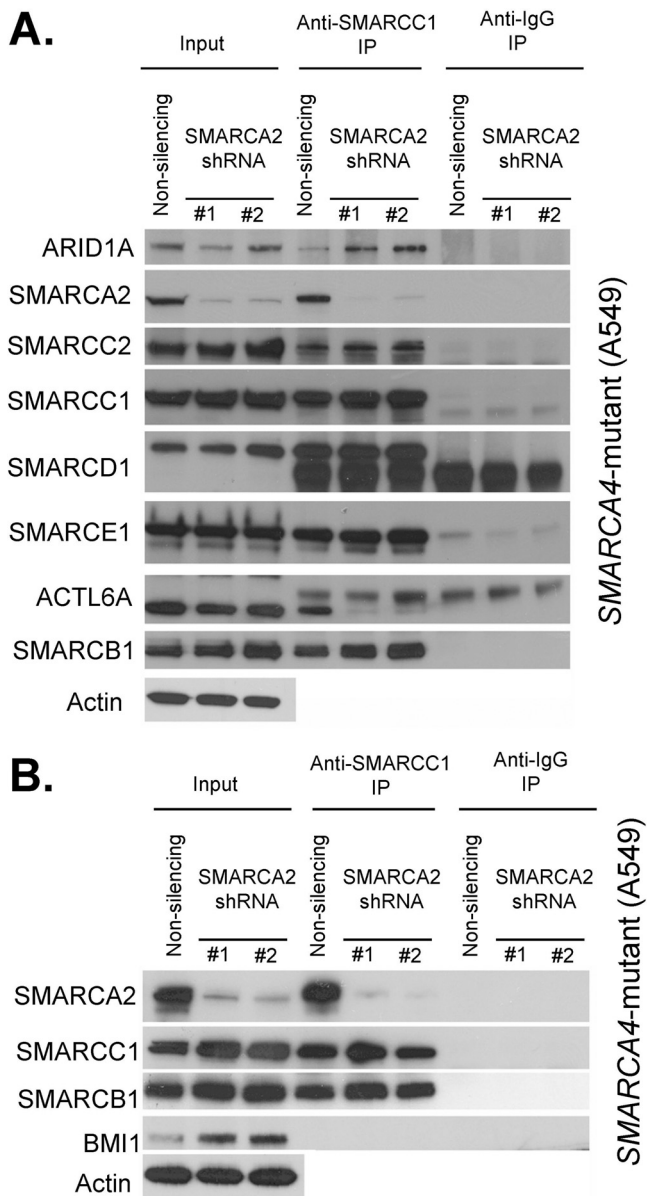 A.
Input
Anti-SMARCC1
IP
Anti-IgG
IP
Non-silencing
SMARCA2
shRNA
#1 #2
Non-silencing
SMARCA2
shRNA
#1 #2
Non-silencing
SMARCA2
shRNA
#1 #2
ARID1A
SMARCA2
SMARCC2
SMARCC1
SMARCD1
SMARCE1
ACTL6A
SMARCB1
Actin
SMARCA4-mutant (A549)
B.
Input
Anti-SMARCC1
IP
Anti-IgG
IP
Non-silencing
SMARCA2
shRNA
#1 #2
Non-silencing
SMARCA2
shRNA
#1 #2
Non-silencing
SMARCA2
shRNA
#1 #2
SMARCA2
SMARCC1
SMARCB1
BMI1
Actin
SMARCA4-mutant (A549)